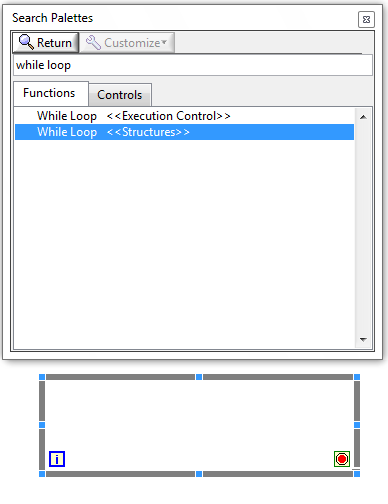 Search Palettes
Return Customize
while loop
Functions Controls
While Loop <<Execution Control>>
While Loop <<Structures>>
i